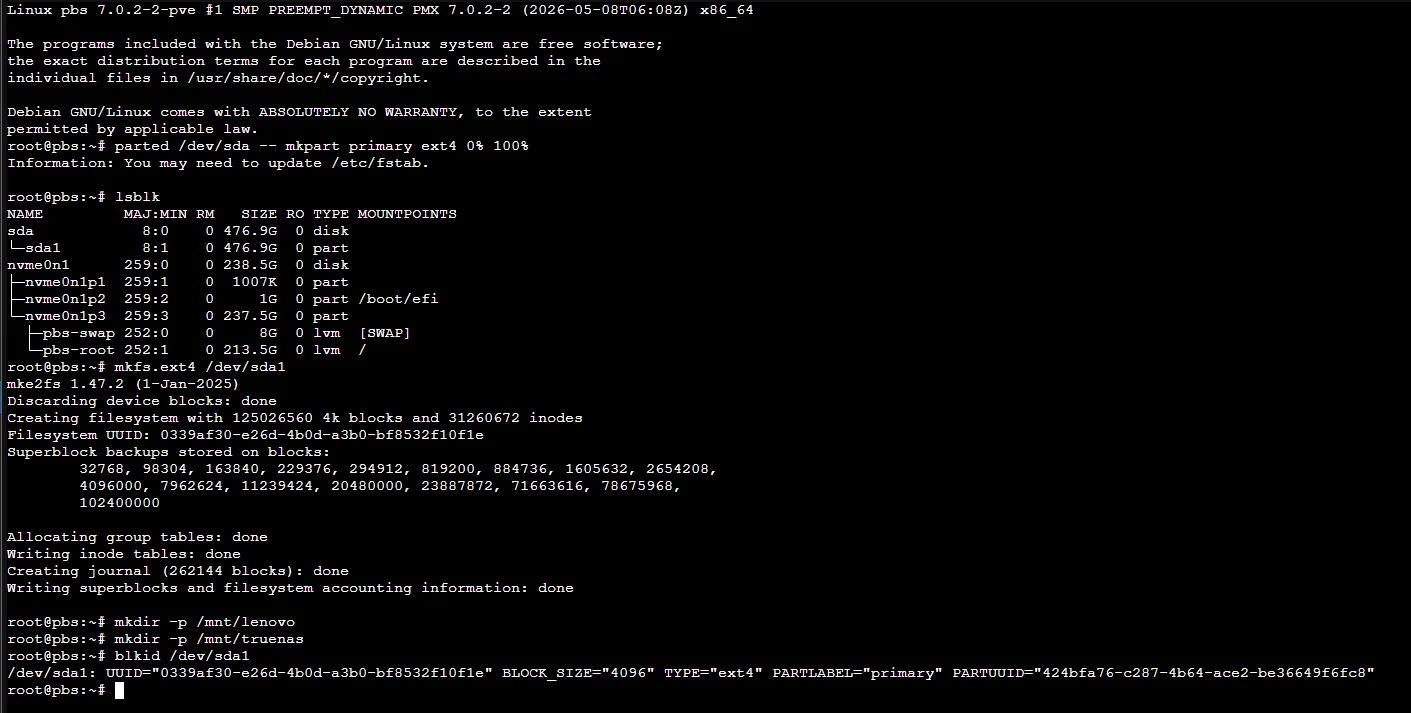 Linux pbs 7.0.2-2-pve #1 SMP PREEMPT_DYNAMIC PMX 7.0.2-2 (2026-05-08T06:08Z) x86_64
The programs included with the Debian GNU/Linux system are free software;
the exact distribution terms for each program are described in the
individual files in /usr/share/doc/*/copyright.
Debian GNU/Linux comes with ABSOLUTELY NO WARRANTY, to the extent
permitted by applicable law.
root@pbs:~# parted /dev/sda -- mkpart primary ext4 0% 100%
Information: You may need to update /etc/fstab.
root@pbs:~# lsblk
NAME         MAJ:MIN RM   SIZE RO TYPE MOUNTPOINTS
sda            8:0    0 476.9G  0 disk
└─sda1         8:1    0 476.9G  0 part
nvme0n1      259:0    0 238.5G  0 disk
├─nvme0n1p1  259:1    0  1007K  0 part
├─nvme0n1p2  259:2    0     1G  0 part /boot/efi
└─nvme0n1p3  259:3    0 237.5G  0 part
  ├─pbs-swap 252:0    0     8G  0 lvm  [SWAP]
  └─pbs-root 252:1    0 213.5G  0 lvm  /
root@pbs:~# mkfs.ext4 /dev/sda1
mke2fs 1.47.2 (1-Jan-2025)
Discarding device blocks: done
Creating filesystem with 125026560 4k blocks and 31260672 inodes
Filesystem UUID: 0339af30-e26d-4b0d-a3b0-bf8532f10f1e
Superblock backups stored on blocks:
        32768, 98304, 163840, 229376, 294912, 819200, 884736, 1605632, 2654208,
        4096000, 7962624, 11239424, 20480000, 23887872, 71663616, 78675968,
        102400000
Allocating group tables: done
Writing inode tables: done
Creating journal (262144 blocks): done
Writing superblocks and filesystem accounting information: done
root@pbs:~# mkdir -p /mnt/lenovo
root@pbs:~# mkdir -p /mnt/truenas
root@pbs:~# blkid /dev/sda1
/dev/sda1: UUID="0339af30-e26d-4b0d-a3b0-bf8532f10f1e" BLOCK_SIZE="4096" TYPE="ext4" PARTLABEL="primary" PARTUUID="424bfa76-c287-4b64-ace2-be36649f6fc8"
root@pbs:~#